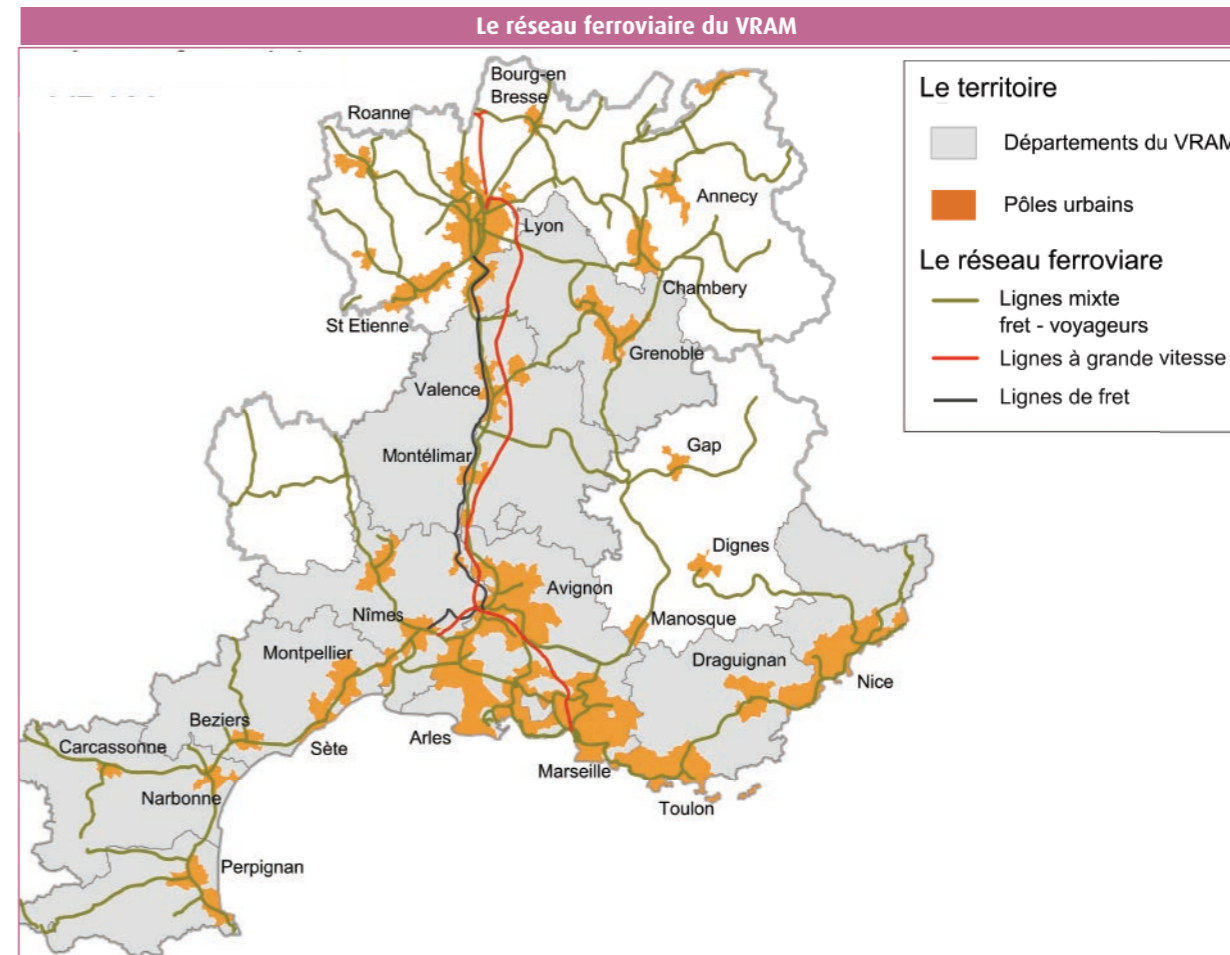 Le réseau ferroviaire du VRAM
Bourg-en
Bresse
Roanne
Annecy
Lyon
Chambery
St Etienne
Grenoble
Valence
Gap
Montélimar
Dignes
Avignon
Nîmes
Manosque
Montpellier
Draguignan
Nice
Beziers
Carcassonne
Sète
Arles
Marseille
Narbonne
Toulon
Perpignan
Le territoire
Départements du VRAM
Pôles urbains
Le réseau ferroviare
Lignes mixte
fret - voyageurs
Lignes à grande vitesse
Lignes de fret